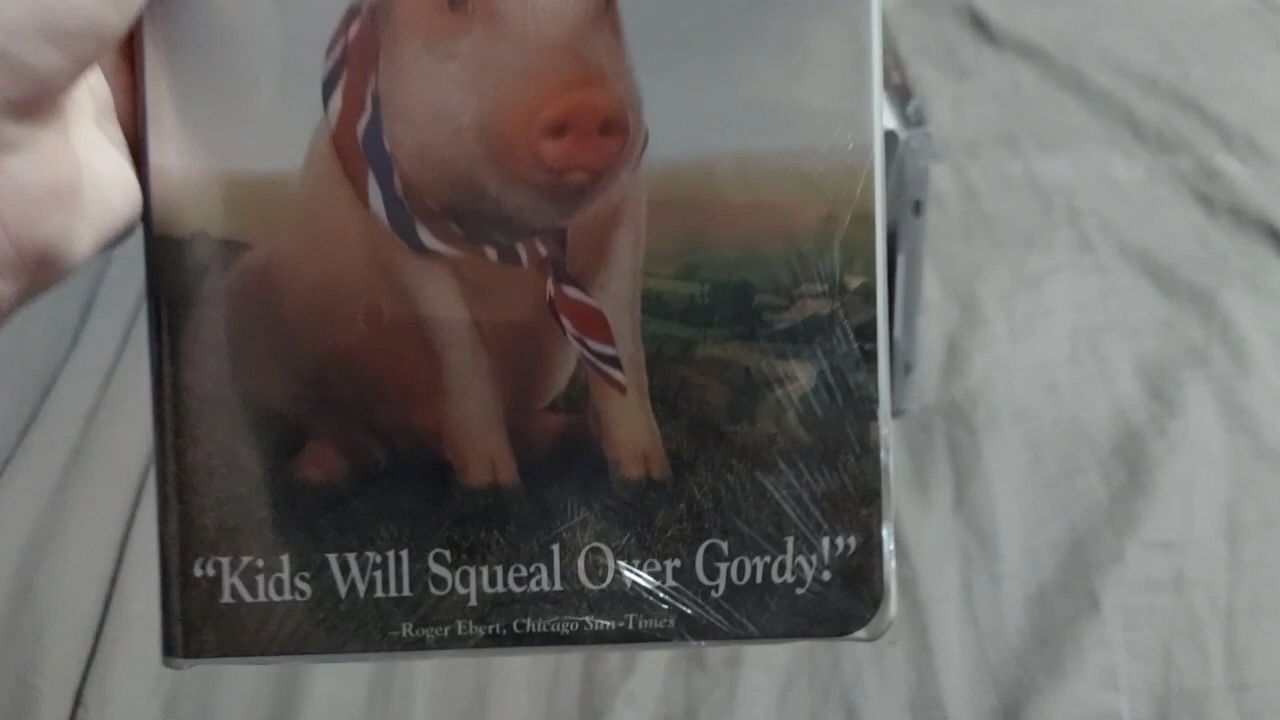 “Kids Will Squeal Over Gordy!”
–Roger Ebert, Chicago Sun-Times